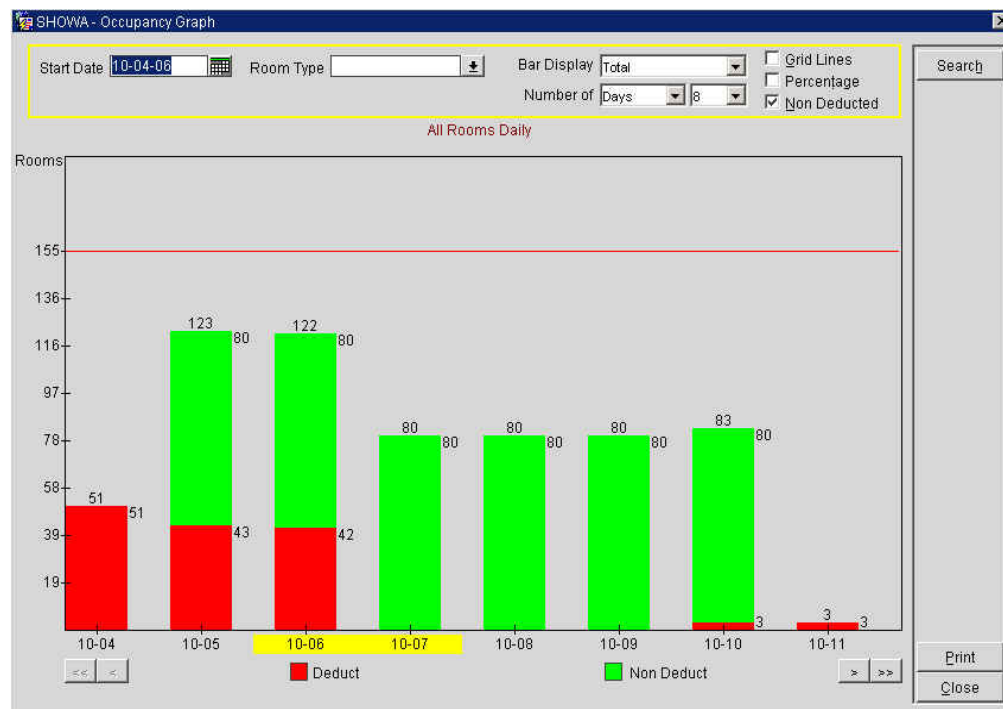 SHOWA - Occupancy Graph
Start Date 10-04-06 Room Type Bar Display Total Grid Lines
Percentage
Number of Days 8 Non Deducted
Search
All Rooms Daily
Rooms
155
136
123 122
80 80
116
97
80 80 80 83
80 80 80 80
78
58
51
51
43 42
39
19
3
3 3
10-04 10-05 10-06 10-07 10-08 10-09 10-10 10-11
<< < Deduct Non Deduct > >>
Print
Close